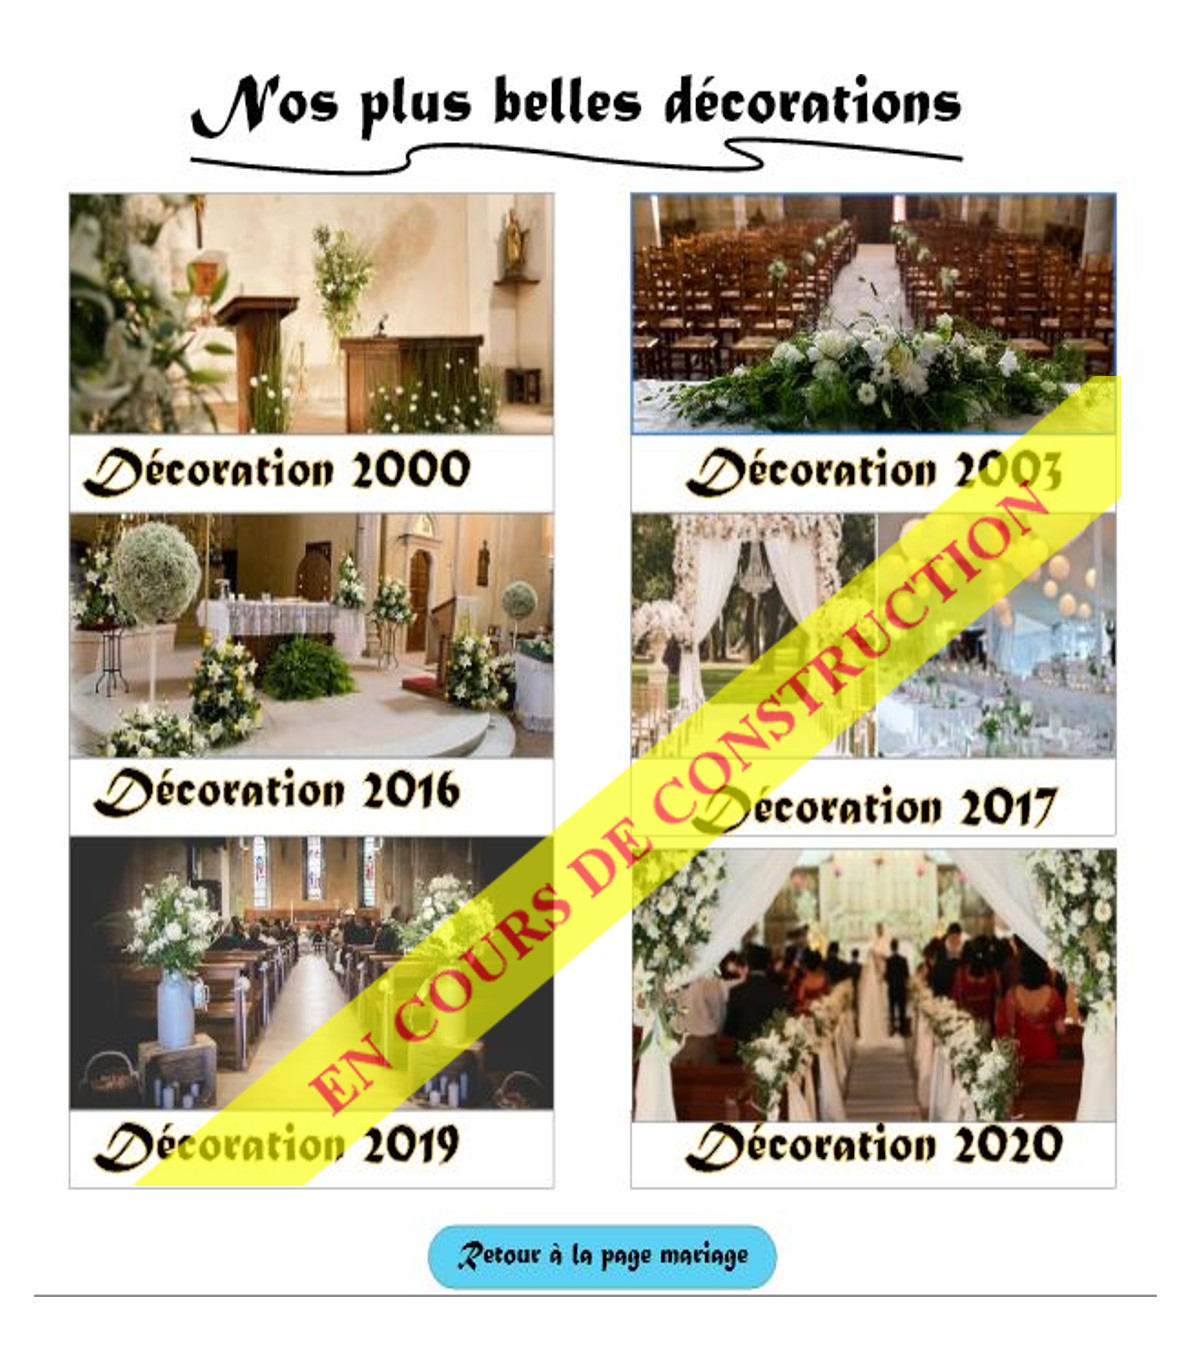 Nos plus belles décorations
Décoration 2000
Décoration 2003
Décoration 2016
Décoration 2017
Décoration 2019
Décoration 2020
EN COURS DE CONSTRUCTION
Retour à la page mariage